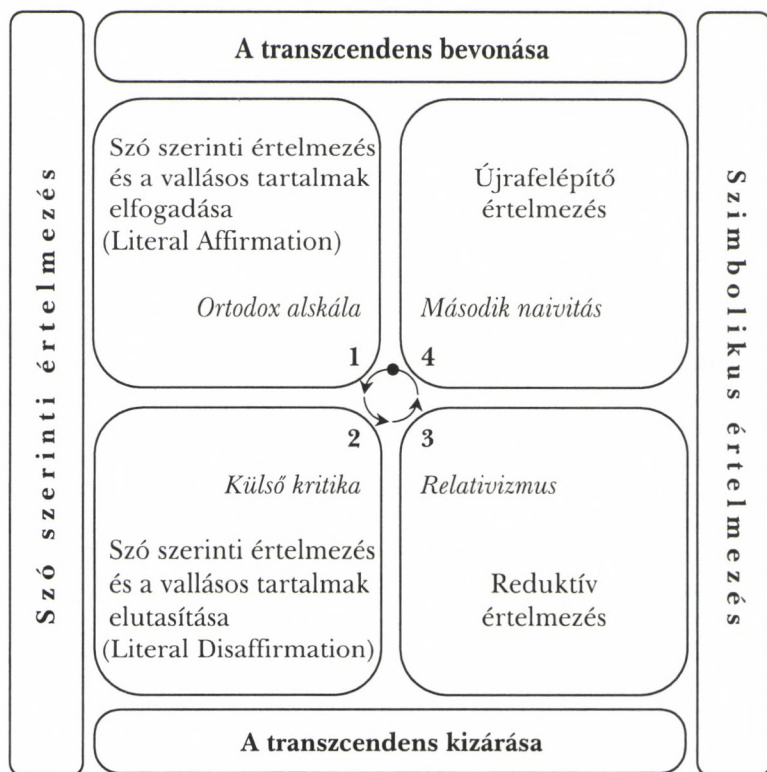 A transzcendens bevonása
Szó szerinti értelmezés
Szó szerinti értelmezés
és a vallásos tartalmak
elfogadása
(Literal Affirmation)
Ortodox alskála
1
Újrafelépítő
értelmezés
Második naivitás
4
Szimbolikus értelmezés
2
Külső kritika
Szó szerinti értelmezés
és a vallásos tartalmak
elutasítása
(Literal Disaffirmation)
3
Relativizmus
Reduktív
értelmezés
A transzcendens kizárása